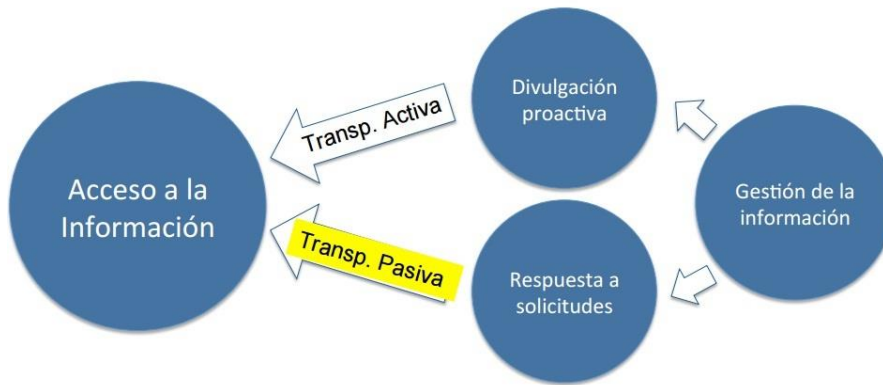 Acceso a la
Información
Transp. Activa
Transp. Pasiva
Divulgación
proactiva
Respuesta a
solicitudes
Gestión de la
información